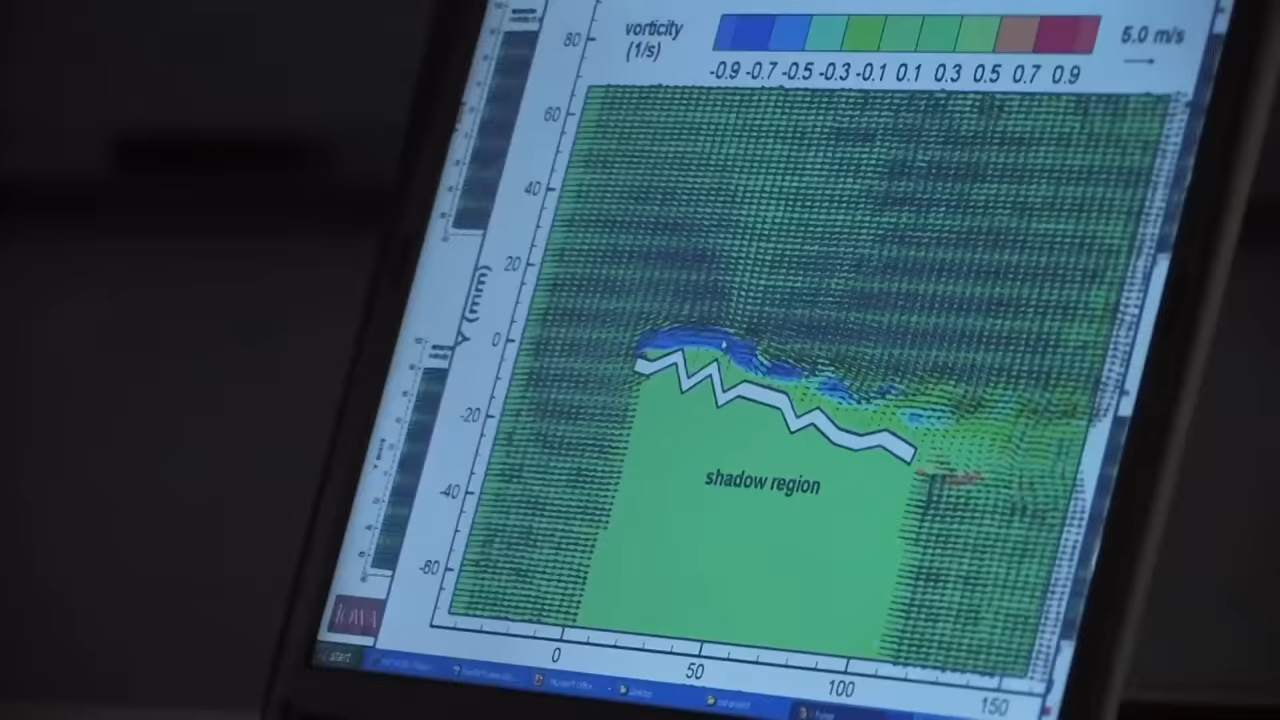 vorticity
(1/s)
5.0 m/s
-0.9 -0.7 -0.5 -0.3 -0.1 0.1 0.3 0.5 0.7 0.9
80
60
40
20
0
-20
-40
-60
Y (mm)
shadow region
0 50 100 150
IOWA
start